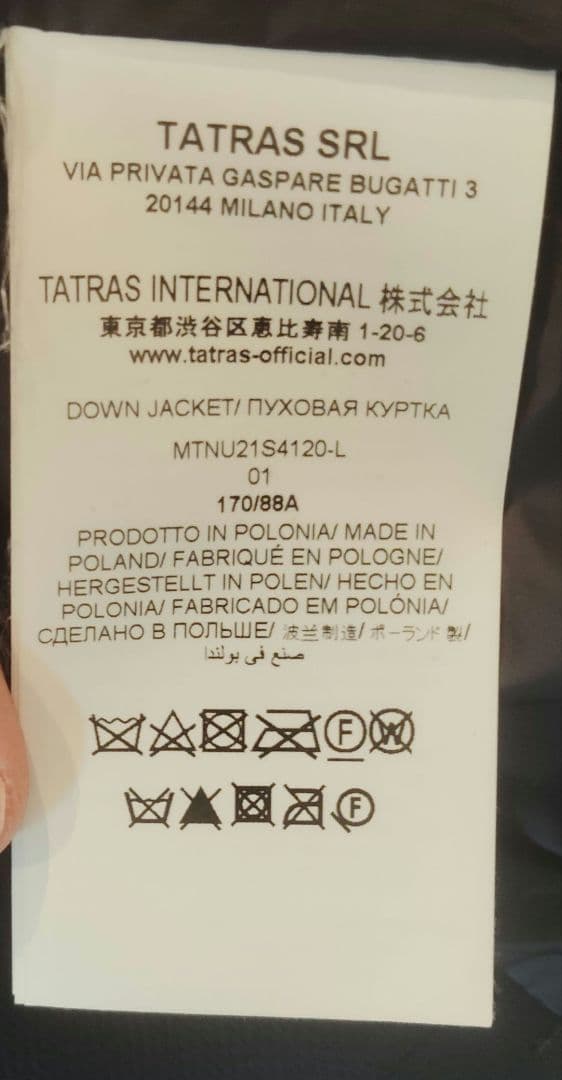 TATRAS SRL
VIA PRIVATA GASPARE BUGATTI 3
20144 MILANO ITALY
TATRAS INTERNATIONAL 株式会社
東京都渋谷区恵比寿南 1-20-6
www.tatras-official.com
DOWN JACKET/ ПУХОВАЯ КУРТКА
MTNU21S4120-L
01
170/88A
PRODOTTO IN POLONIA/ MADE IN
POLAND/ FABRIQUÉ EN POLOGNE/
HERGESTELLT IN POLEN/ HECHO EN
POLONIA/ FABRICADO EM POLÓNIA/
СДЕЛАНО В ПОЛЬШЕ/ 波兰制造/ ポーランド 製/
صنع في بولندا
F W
F